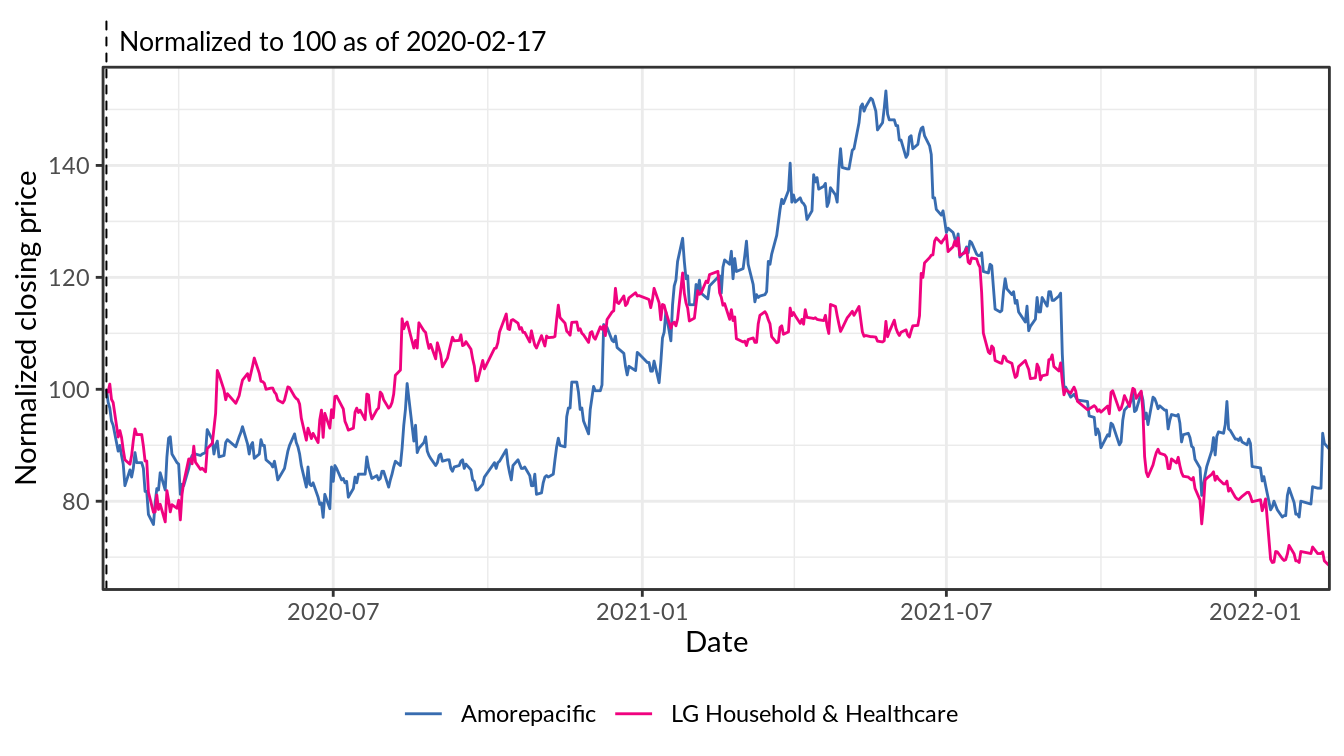 Normalized to 100 as of 2020-02-17
Normalized closing price
140
120
100
80
2020-07
2021-01
2021-07
2022-01
Date
Amorepacific
LG Household & Healthcare